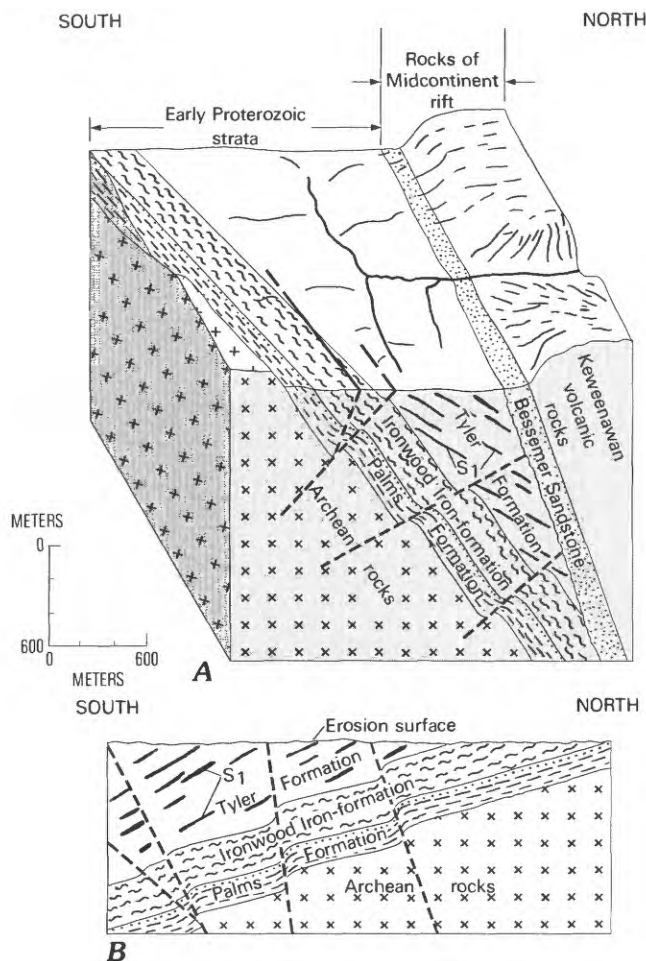 SOUTH
NORTH
Rocks of
Midcontinent
rift
Early Proterozoic
strata
Keweenawan
volcanic
rocks
Bessemer Sandstone
Tyler
S1
Formation
Ironwood Iron-formation
Palms
Formation
Archean
rocks
METERS
0
600
0
600
METERS
A
SOUTH
NORTH
Erosion surface
S1
Formation
Tyler
Ironwood Iron-formation
Formation
Palms
Archean rocks
B